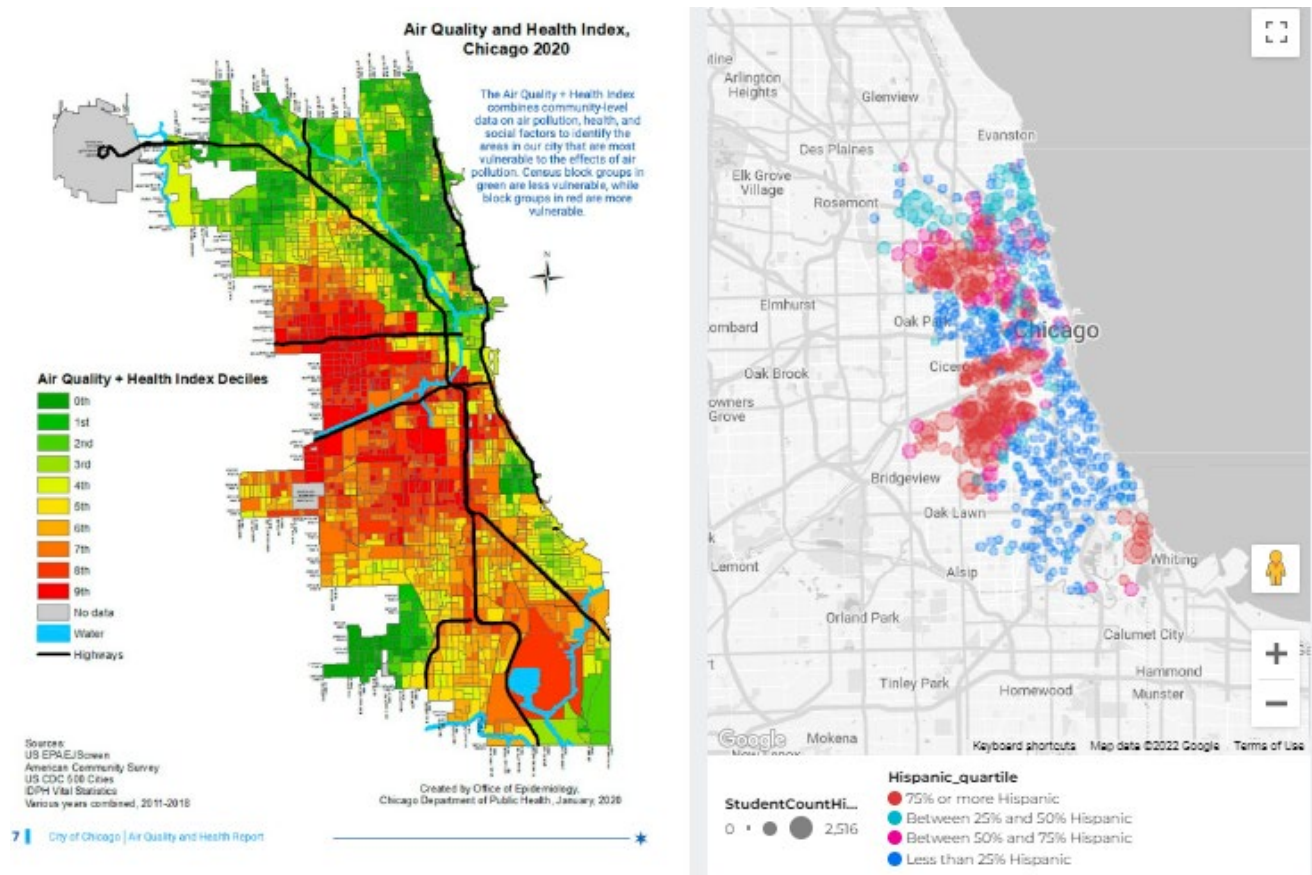 Air Quality and Health Index,
Chicago 2020
The Air Quality + Health Index
combines community-level
data on air pollution, health, and
social factors to identify the
areas in our city that are most
vulnerable to the effects of air
pollution. Census block groups in
green are less vulnerable, while
block groups in red are more
vulnerable.
N
Air Quality + Health Index Deciles
0th
1st
2nd
3rd
4th
5th
6th
7th
8th
9th
No data
Water
Highways
Sources:
US EPA EJScreen
American Community Survey
US CDC 500 Cities
IDPH Vital Statistics
Various years combined, 2011-2018
Created by Office of Epidemiology,
Chicago Department of Public Health, January, 2020
7 City of Chicago | Air Quality and Health Report
Arlington
Heights
Glenview
Evanston
Des Plaines
Elk Grove
Village
Rosemont
Elmhurst
ombard
Oak Park
Chicago
Oak Brook
Cicero
owners
Grove
Bridgeview
Oak Lawn
Lemont
Alsip
Whiting
Orland Park
Calumet City
Hammond
Tinley Park
Homewood
Munster
Mokena
Google
Keyboard shortcuts Map data ©2022 Google Terms of Use
StudentCountHi...
0 2,516
Hispanic_quartile
75% or more Hispanic
Between 25% and 50% Hispanic
Between 50% and 75% Hispanic
Less than 25% Hispanic